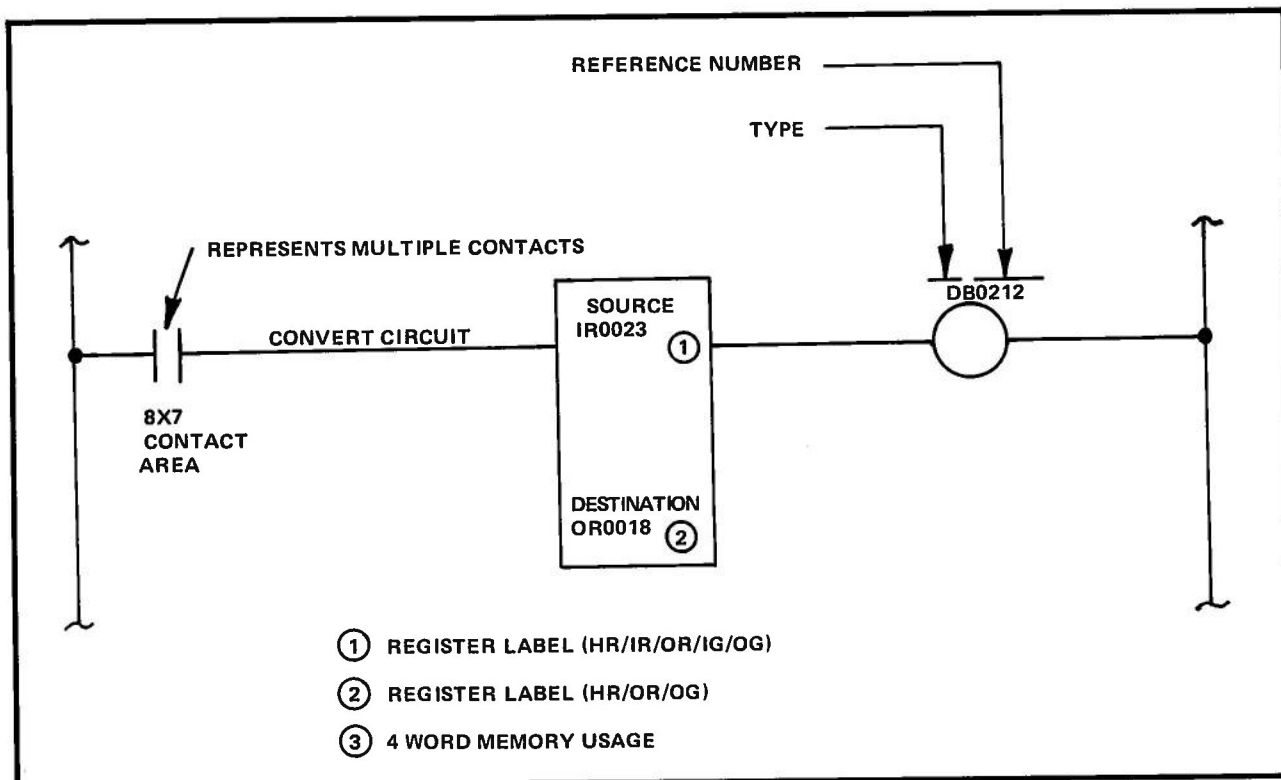 REFERENCE NUMBER
TYPE
REPRESENTS MULTIPLE CONTACTS
DB0212
CONVERT CIRCUIT
SOURCE
IR0023
①
8X7
CONTACT
AREA
DESTINATION
OR0018
②
① REGISTER LABEL (HR/IR/OR/IG/OG)
② REGISTER LABEL (HR/OR/OG)
③ 4 WORD MEMORY USAGE